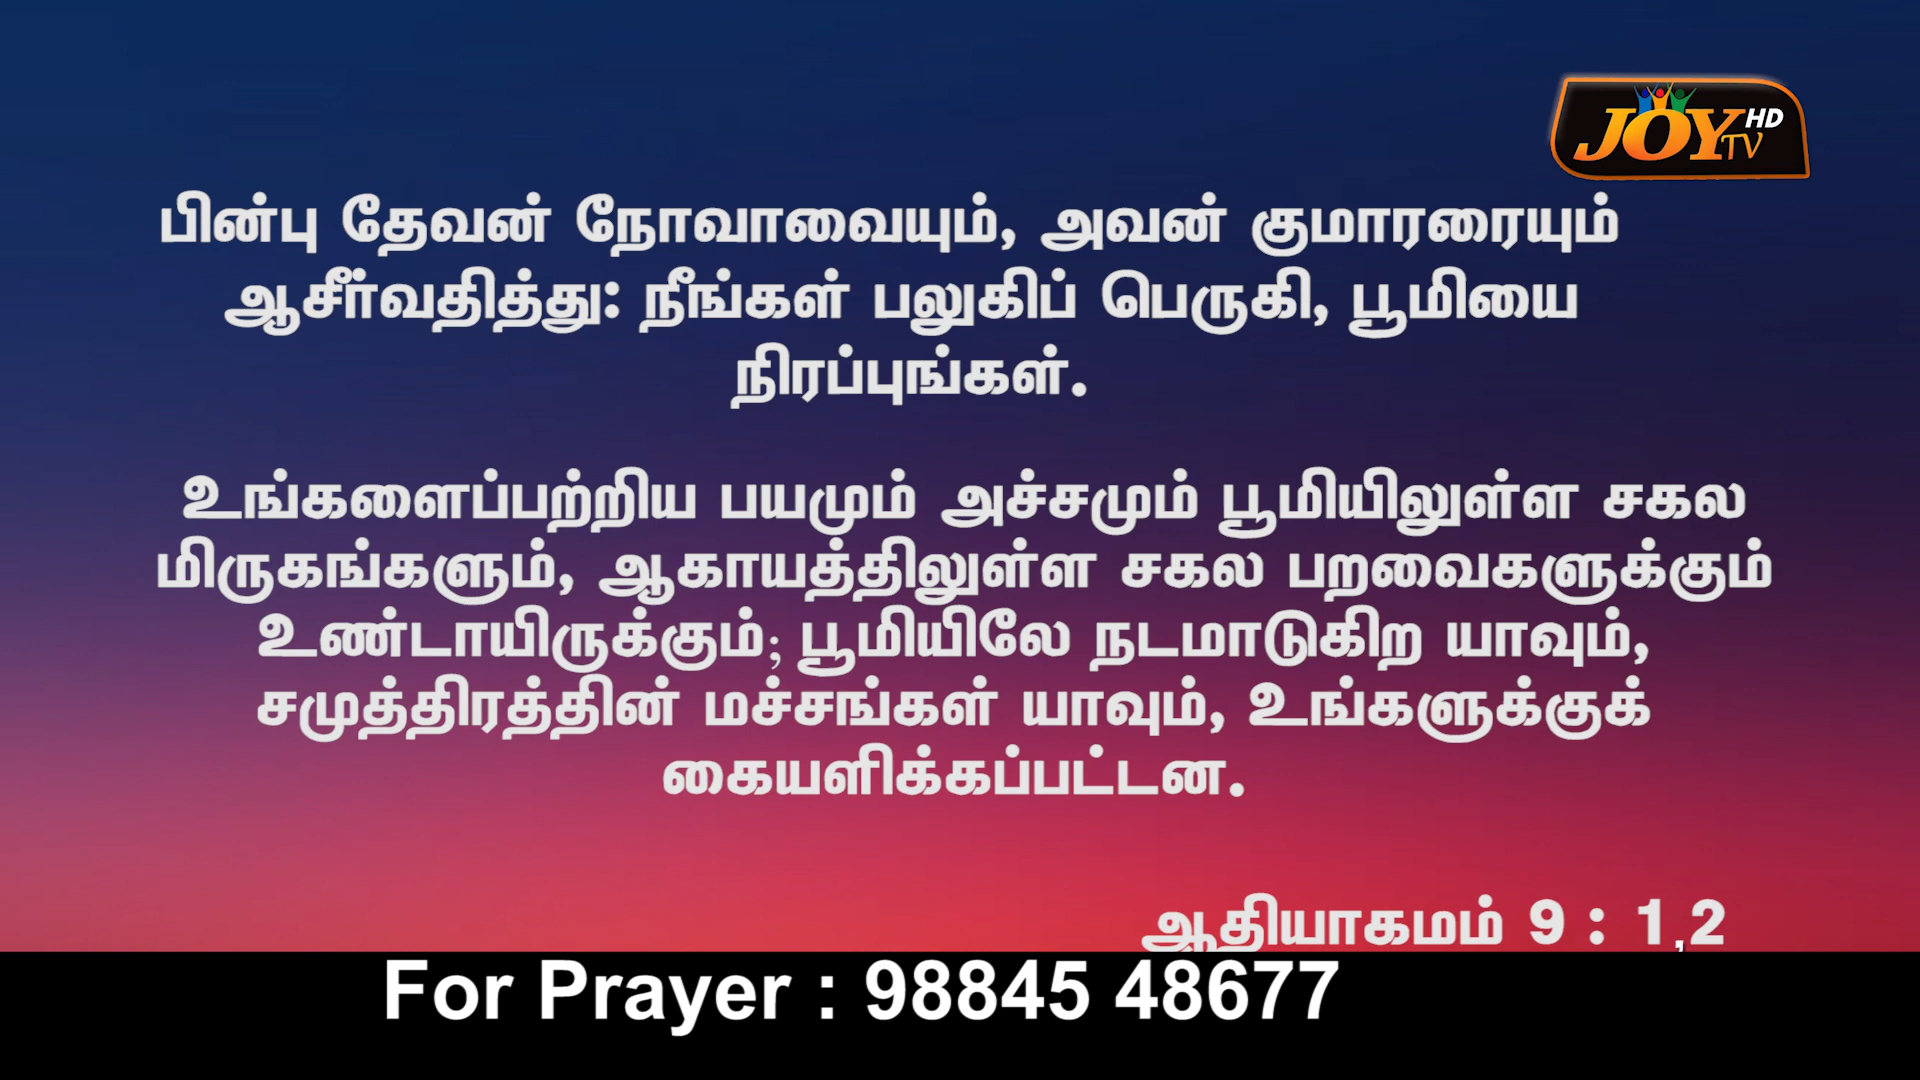 JOY HD TV
பின்பு தேவன் நோவாவையும், அவன் குமாரரையும்
ஆசீர்வதித்து: நீங்கள் பலுகிப் பெருகி, பூமியை
நிரப்புங்கள்.
உங்களைப்பற்றிய பயமும் அச்சமும் பூமியிலுள்ள சகல
மிருகங்களும், ஆகாயத்திலுள்ள சகல பறவைகளுக்கும்
உண்டாயிருக்கும்; பூமியிலே நடமாடுகிற யாவும்,
சமுத்திரத்தின் மச்சங்கள் யாவும், உங்களுக்குக்
கையளிக்கப்பட்டன.
ஆதியாகமம் 9 : 1,2
For Prayer : 98845 48677